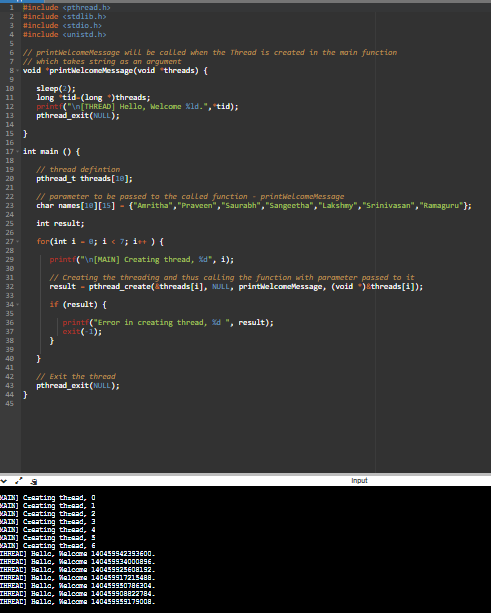 1 #include <pthread.h>
2 #include <stdlib.h>
3 #include <stdio.h>
4 #include <unistd.h>
5
6 // printWelcomeMessage will be called when the Thread is created in the main function
7 // which takes string as an argument
8 void *printWelcomeMessage(void *threads) {
9
10 sleep(2);
11 long *tid=(long *)threads;
12 printf("\n[THREAD] Hello, Welcome %ld.",*tid);
13 pthread_exit(NULL);
14
15 }
16
17 int main () {
18
19 // thread defintion
20 pthread_t threads[10];
21
22 // parameter to be passed to the called function - printWelcomeMessage
23 char names[10][15] = {"Amritha","Praveen","Saurabh","Sangeetha","Lakshmy","Srinivasan","Ramaguru"};
24
25 int result;
26
27 for(int i = 0; i < 7; i++ ) {
28
29 printf("\n[MAIN] Creating thread, %d", i);
30
31 // Creating the threading and thus calling the function with parameter passed to it
32 result = pthread_create(&threads[i], NULL, printWelcomeMessage, (void *)&threads[i]);
33
34 if (result) {
35
36 printf("Error in creating thread, %d ", result);
37 exit(-1);
38 }
39
40 }
41
42 // Exit the thread
43 pthread_exit(NULL);
44 }
45
input
MAIN] Creating thread, 0
MAIN] Creating thread, 1
MAIN] Creating thread, 2
MAIN] Creating thread, 3
MAIN] Creating thread, 4
MAIN] Creating thread, 5
MAIN] Creating thread, 6
THREAD] Hello, Welcome 140459942393600.
THREAD] Hello, Welcome 140459934000896.
THREAD] Hello, Welcome 140459925608192.
THREAD] Hello, Welcome 140459917215488.
THREAD] Hello, Welcome 140459950786304.
THREAD] Hello, Welcome 140459908822784.
THREAD] Hello, Welcome 140459959179008.